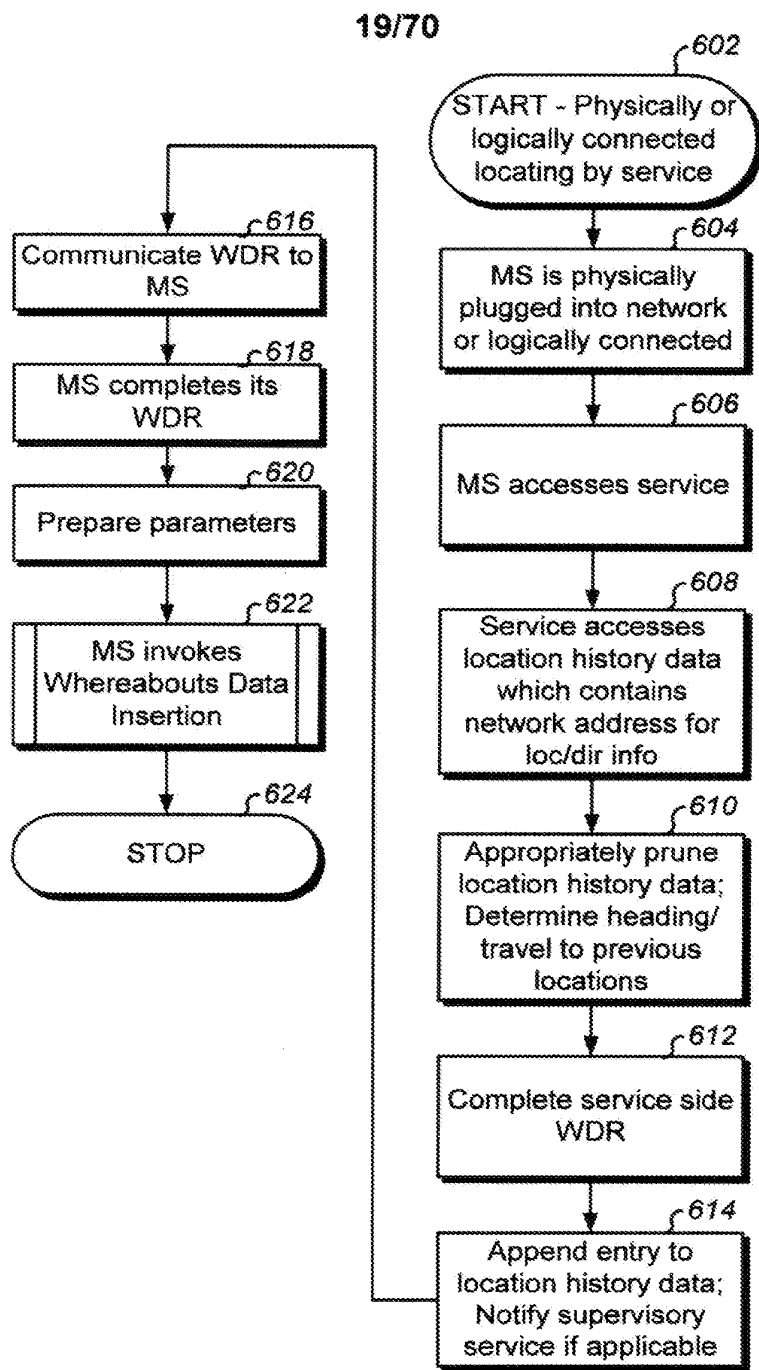 19/70
602
START - Physically or
logically connected
locating by service
604
MS is physically
plugged into network
or logically connected
606
MS accesses service
608
Service accesses
location history data
which contains
network address for
loc/dir info
610
Appropriately prune
location history data;
Determine heading/
travel to previous
locations
612
Complete service side
WDR
614
Append entry to
location history data;
Notify supervisory
service if applicable
616
Communicate WDR to
MS
618
MS completes its
WDR
620
Prepare parameters
622
MS invokes
Whereabouts Data
Insertion
624
STOP